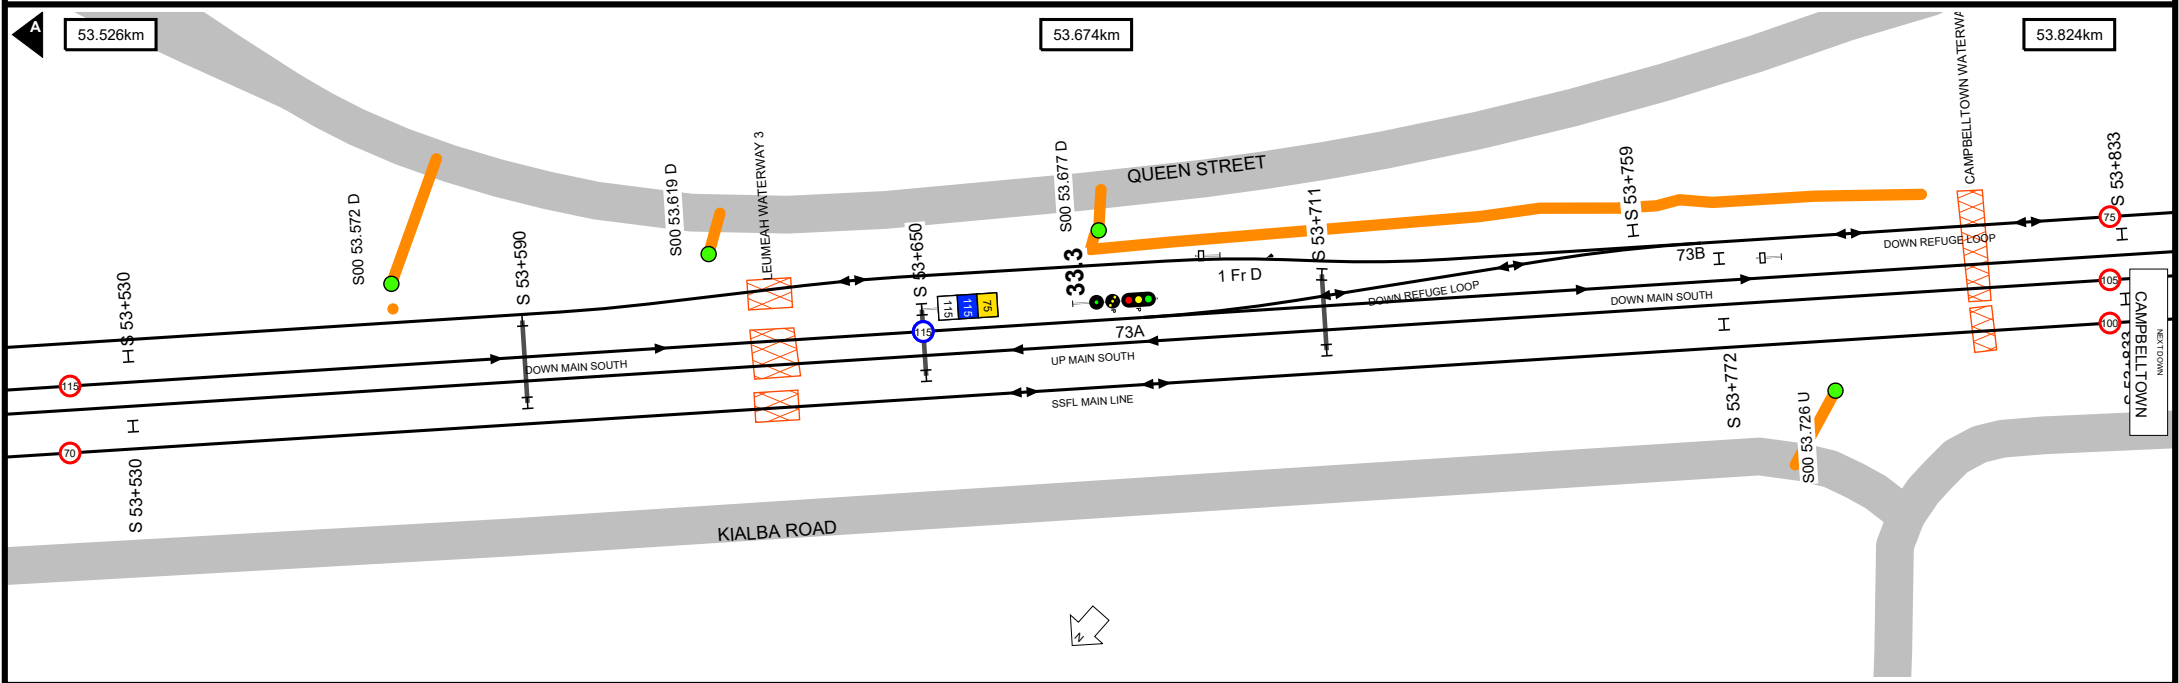 A
53.526km
53.674km
53.824km
CAMPBELLTOWN WATERWA
S 53+833
S 53+759
QUEEN STREET
S00 53.677 D
S00 53.619 D
LEUMEAH WATERWAY 3
S00 53.572 D
S 53+711
S 53+650
S 53+590
S 53+530
33.3
1 Fr D
73B
DOWN REFUGE LOOP
75
DOWN REFUGE LOOP
DOWN MAIN SOUTH
105
115
115
75
115
73A
UP MAIN SOUTH
DOWN MAIN SOUTH
115
SSFL MAIN LINE
100
CAMPBELLTOWN
NEXT DOWN
S 53+833
S 53+772
S00 53.726 U
70
S 53+530
KIALBA ROAD
N